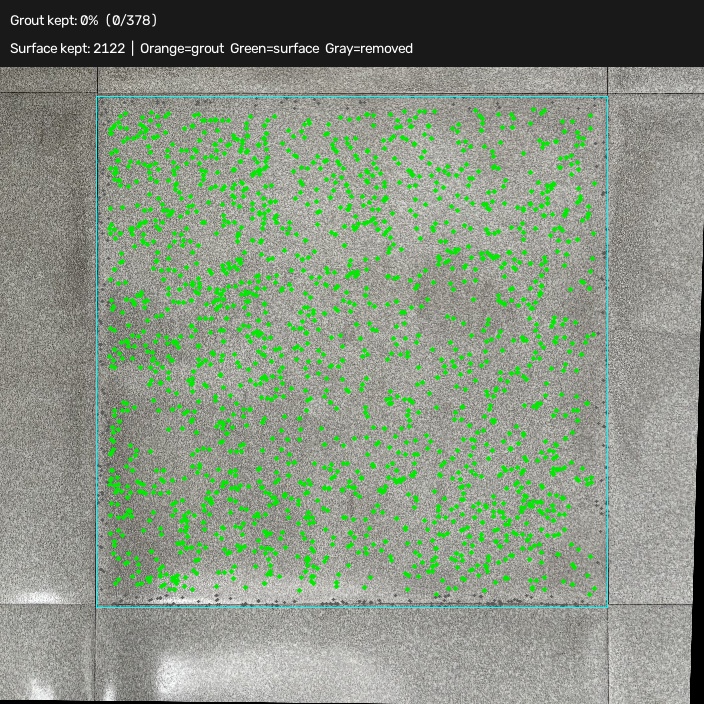 Grout kept: 0% (0/378)
Surface kept: 2122 | Orange=grout Green=surface Gray=removed